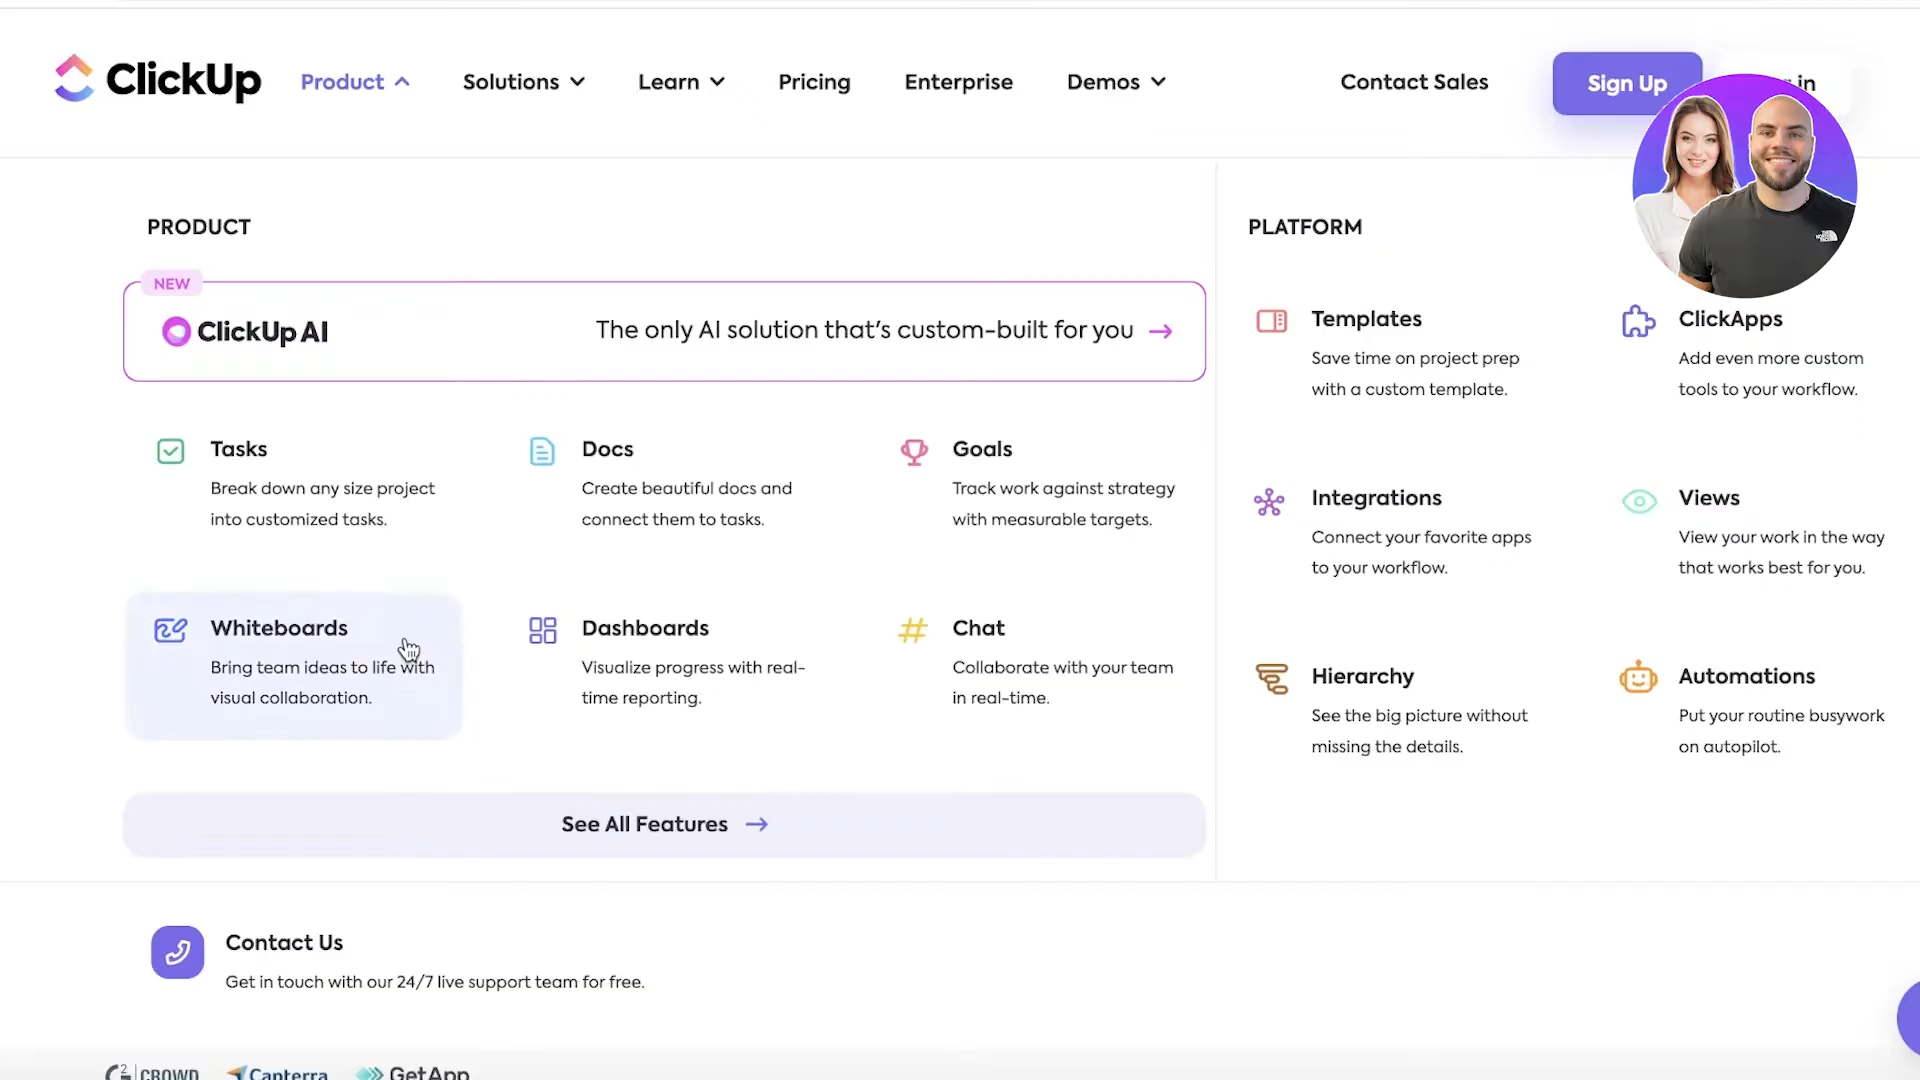 ClickUp
Product
Solutions
Learn
Pricing
Enterprise
Demos
Contact Sales
Sign Up
in
PRODUCT
NEW
ClickUp AI
The only AI solution that's custom-built for you →
Tasks
Break down any size project
into customized tasks.
Docs
Create beautiful docs and
connect them to tasks.
Goals
Track work against strategy
with measurable targets.
Whiteboards
Bring team ideas to life with
visual collaboration.
Dashboards
Visualize progress with real-
time reporting.
Chat
Collaborate with your team
in real-time.
See All Features →
PLATFORM
Templates
Save time on project prep
with a custom template.
ClickApps
Add even more custom
tools to your workflow.
Integrations
Connect your favorite apps
to your workflow.
Views
View your work in the way
that works best for you.
Hierarchy
See the big picture without
missing the details.
Automations
Put your routine busywork
on autopilot.
Contact Us
Get in touch with our 24/7 live support team for free.
G2 CROWD
Capterra
GetApp